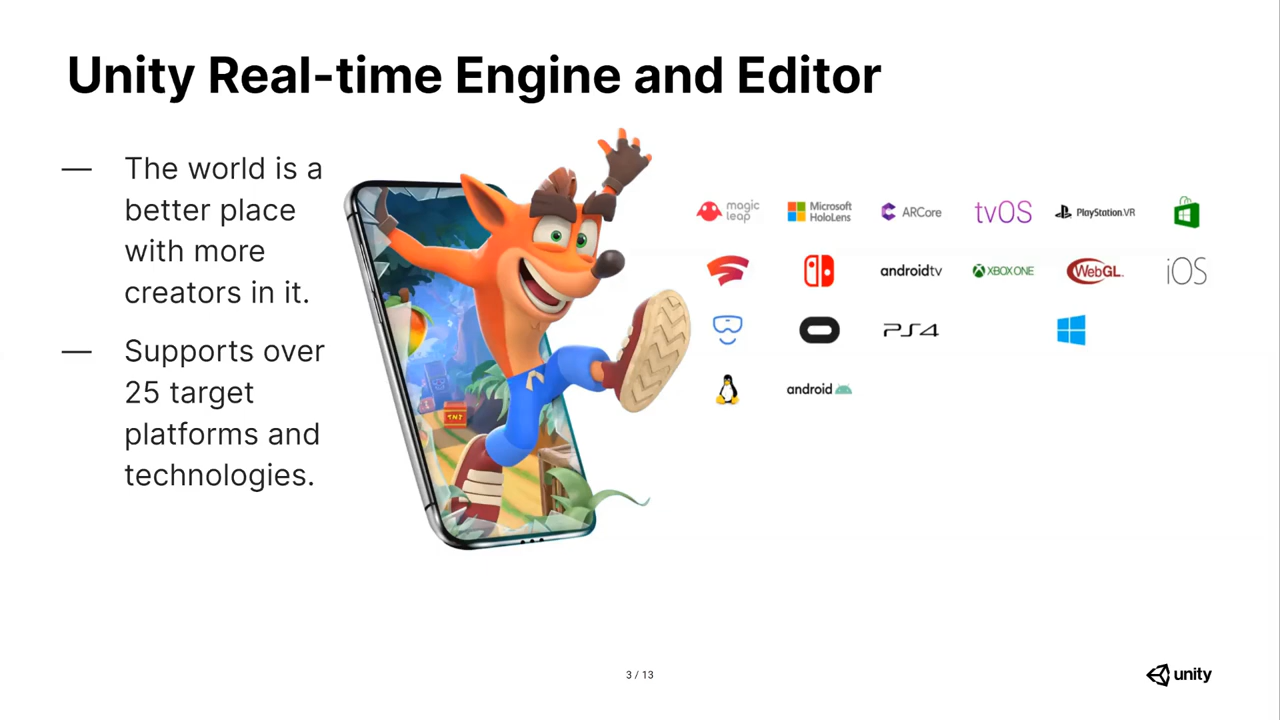 Unity Real-time Engine and Editor
— The world is a
better place
with more
creators in it.
— Supports over
25 target
platforms and
technologies.
TNT
magic
leap
Microsoft
HoloLens
ARCore
tvOS
PlayStation.VR
androidtv
XBOX ONE
WebGL
iOS
PS4
android
3 / 13
unity